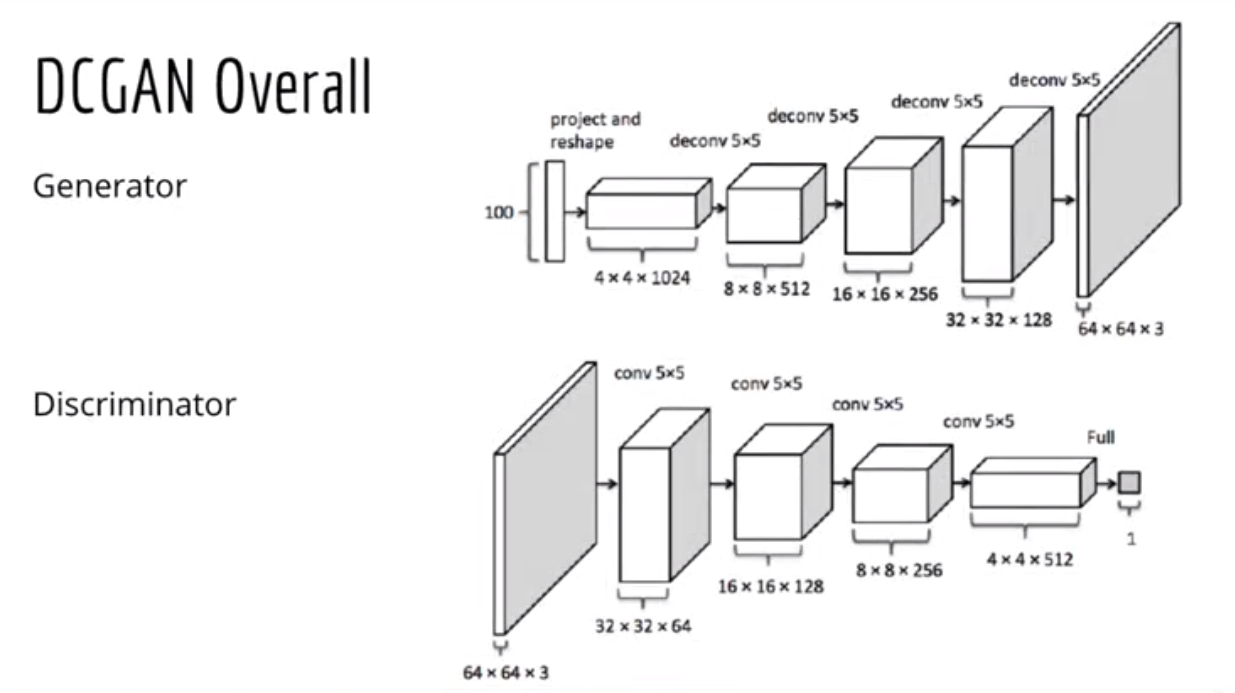 DCGAN Overall
Generator
project and
reshape
deconv 5×5
deconv 5×5
deconv 5×5
deconv 5×5
100
4 × 4 × 1024
8 × 8 × 512
16 × 16 × 256
32 × 32 × 128
64 × 64 × 3
Discriminator
conv 5×5
conv 5×5
conv 5×5
conv 5×5
Full
64 × 64 × 3
32 × 32 × 64
16 × 16 × 128
8 × 8 × 256
4 × 4 × 512
1